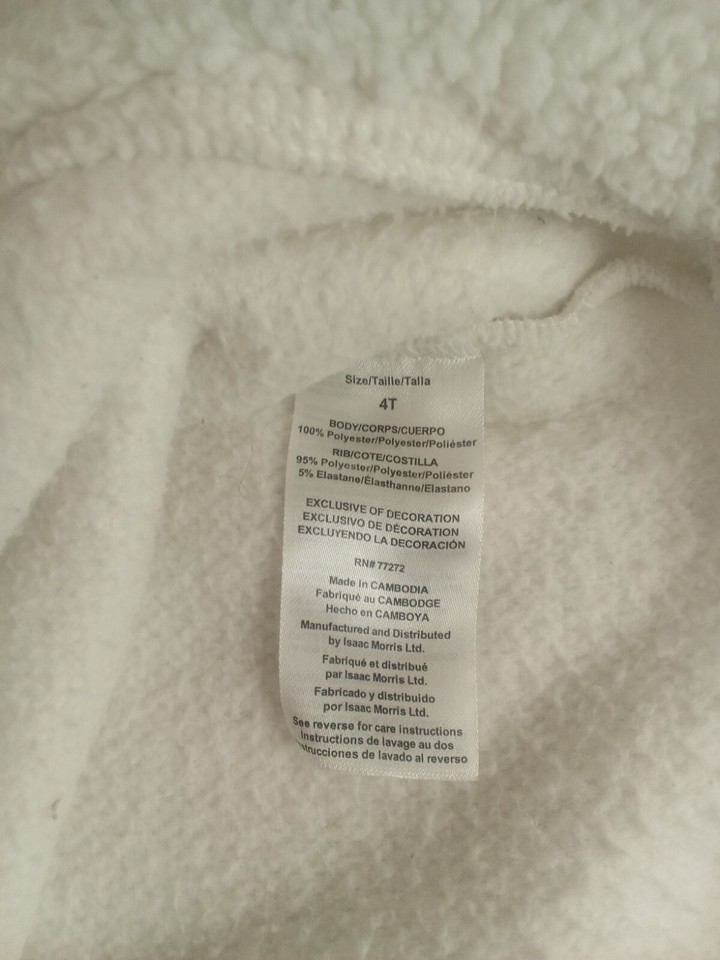 Size/Taille/Talla
4T
BODY/CORPS/CUERPO
100% Polyester/Polyester/Poliéster
RIB/COTE/COSTILLA
95% Polyester/Polyester/Poliéster
5% Elastane/Élasthanne/Elastano
EXCLUSIVE OF DECORATION
EXCLUSIVO DE DÉCORATION
EXCLUYENDO LA DECORACIÓN
RN# 77272
Made in CAMBODIA
Fabriqué au CAMBODGE
Hecho en CAMBOYA
Manufactured and Distributed
by Isaac Morris Ltd.
Fabriqué et distribué
par Isaac Morris Ltd.
Fabricado y distribuido
por Isaac Morris Ltd.
See reverse for care instructions
Instructions de lavage au dos
strucciones de lavado al reverso